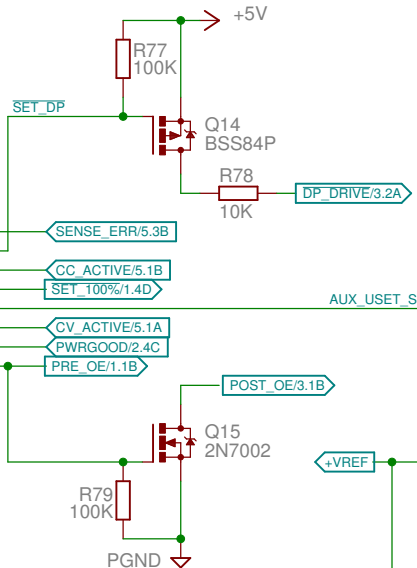 +5V
R77
100K
SET_DP
Q14
BSS84P
R78
10K
DP_DRIVE/3.2A
SENSE_ERR/5.3B
CC_ACTIVE/5.1B
SET_100%/1.4D
AUX_USET_S
CV_ACTIVE/5.1A
PWRGOOD/2.4C
PRE_OE/1.1B
POST_OE/3.1B
Q15
2N7002
+VREF
R79
100K
PGND